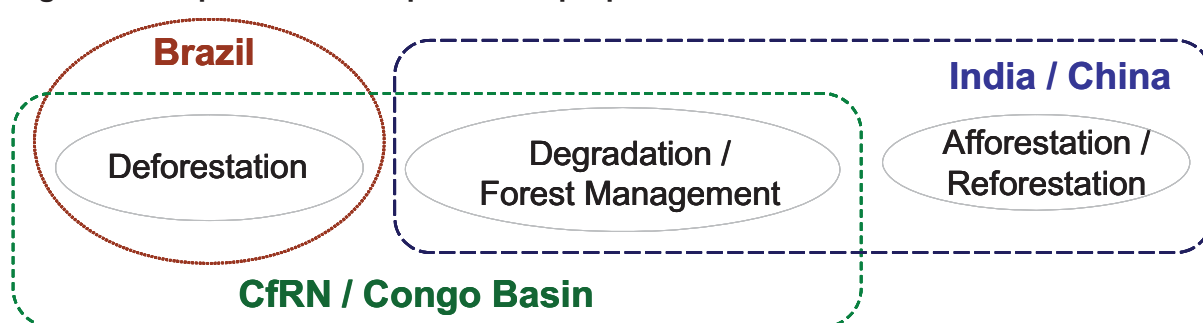 Brazil
India / China
Deforestation
Degradation /
Forest Management
Afforestation /
Reforestation
CfRN / Congo Basin